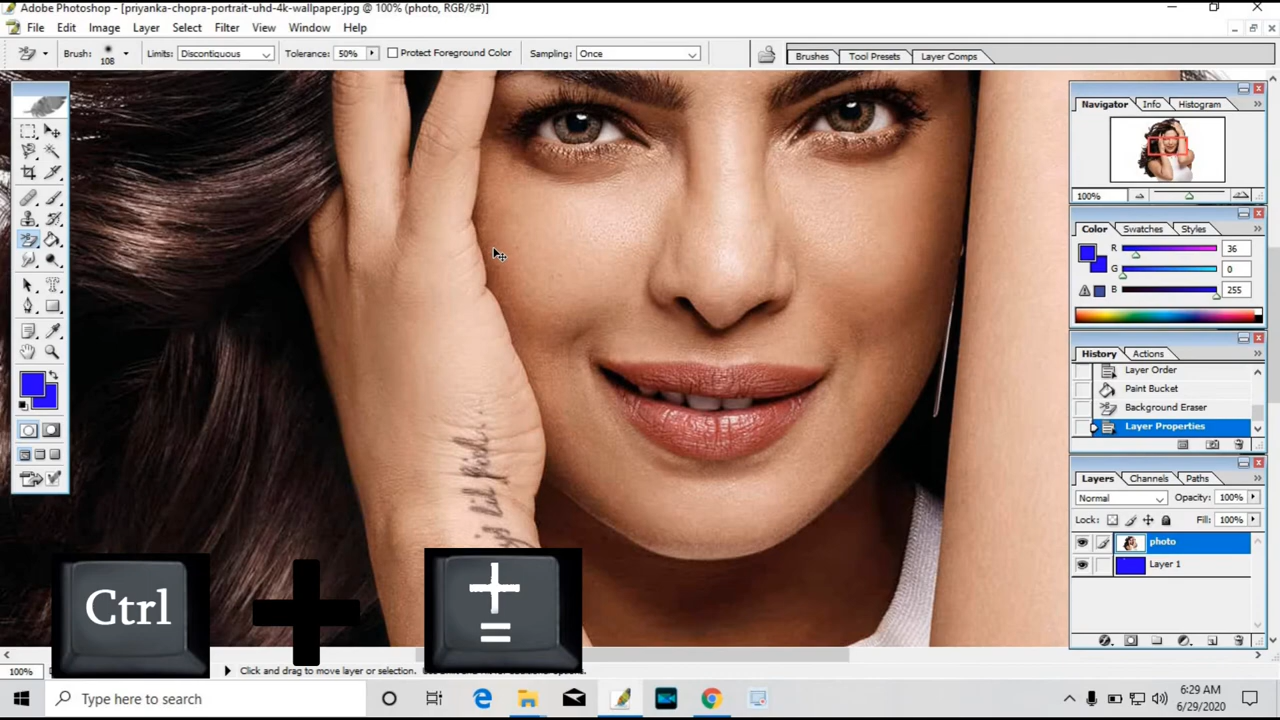 Adobe Photoshop - [priyanka-chopra-portrait-uhd-4k-wallpaper.jpg @ 100% (photo, RGB/8#)]
File Edit Image Layer Select Filter View Window Help
Brush: 108 Limits: Discontiguous Tolerance: 50% Protect Foreground Color Sampling: Once Brushes Tool Presets Layer Comps
Navigator Info Histogram
100%
Color Swatches Styles
R 36
G 0
B 255
History Actions
Layer Order
Paint Bucket
Background Eraser
Layer Properties
Layers Channels Paths
Normal Opacity: 100%
Lock: Fill: 100%
photo
Layer 1
Ctrl + + =
100% Click and drag to move layer or selection.
Type here to search
6:29 AM
6/29/2020